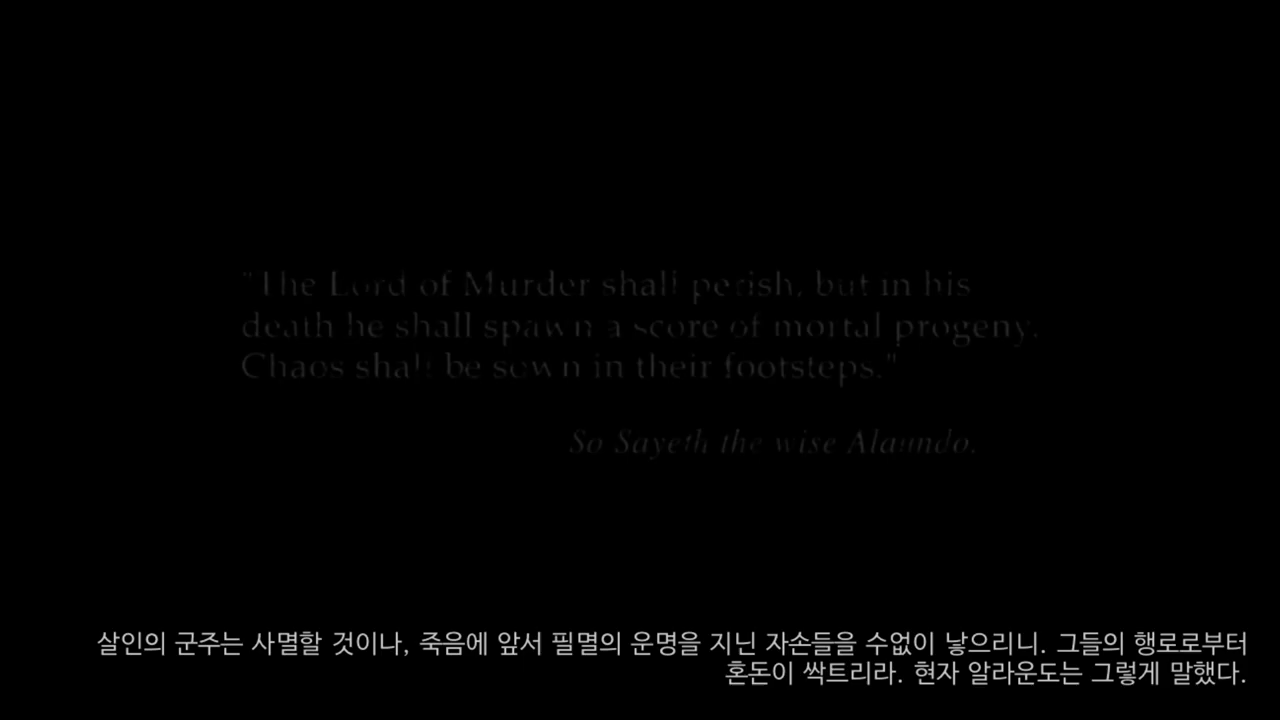 "The Lord of Murder shall perish, but in his
death he shall spawn a score of mortal progeny.
Chaos shall be sown in their footsteps."
So Sayeth the wise Alaundo.
살인의 군주는 사멸할 것이나, 죽음에 앞서 필멸의 운명을 지닌 자손들을 수없이 낳으리니. 그들의 행로로부터
혼돈이 싹트리라. 현자 알라운도는 그렇게 말했다.